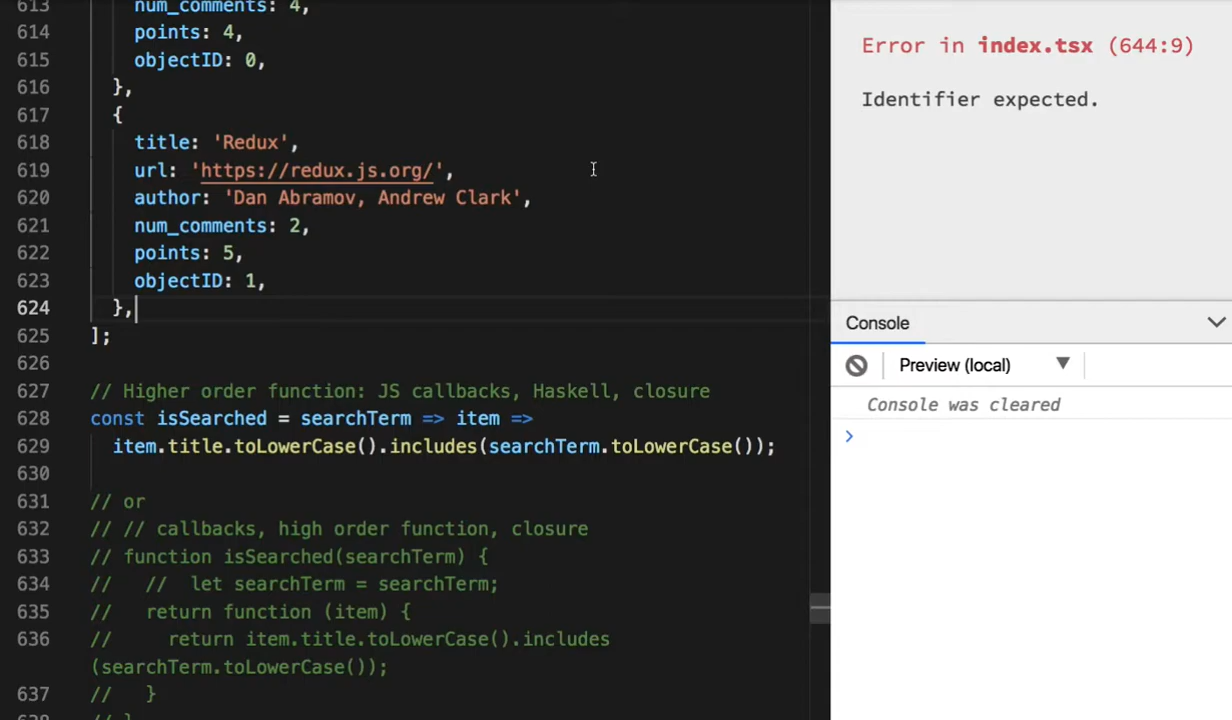 613 num_comments: 4,
614 points: 4,
615 objectID: 0,
616 },
617 {
618 title: 'Redux',
619 url: 'https://redux.js.org/',
620 author: 'Dan Abramov, Andrew Clark',
621 num_comments: 2,
622 points: 5,
623 objectID: 1,
624 },
625 ];
626
627 // Higher order function: JS callbacks, Haskell, closure
628 const isSearched = searchTerm => item =>
629 item.title.toLowerCase().includes(searchTerm.toLowerCase());
630
631 // or
632 // // callbacks, high order function, closure
633 // function isSearched(searchTerm) {
634 //   //  let searchTerm = searchTerm;
635 //   return function (item) {
636 //     return item.title.toLowerCase().includes
(searchTerm.toLowerCase());
637 //   }
638 // }
Error in index.tsx (644:9)
Identifier expected.
Console
Preview (local)
Console was cleared
>